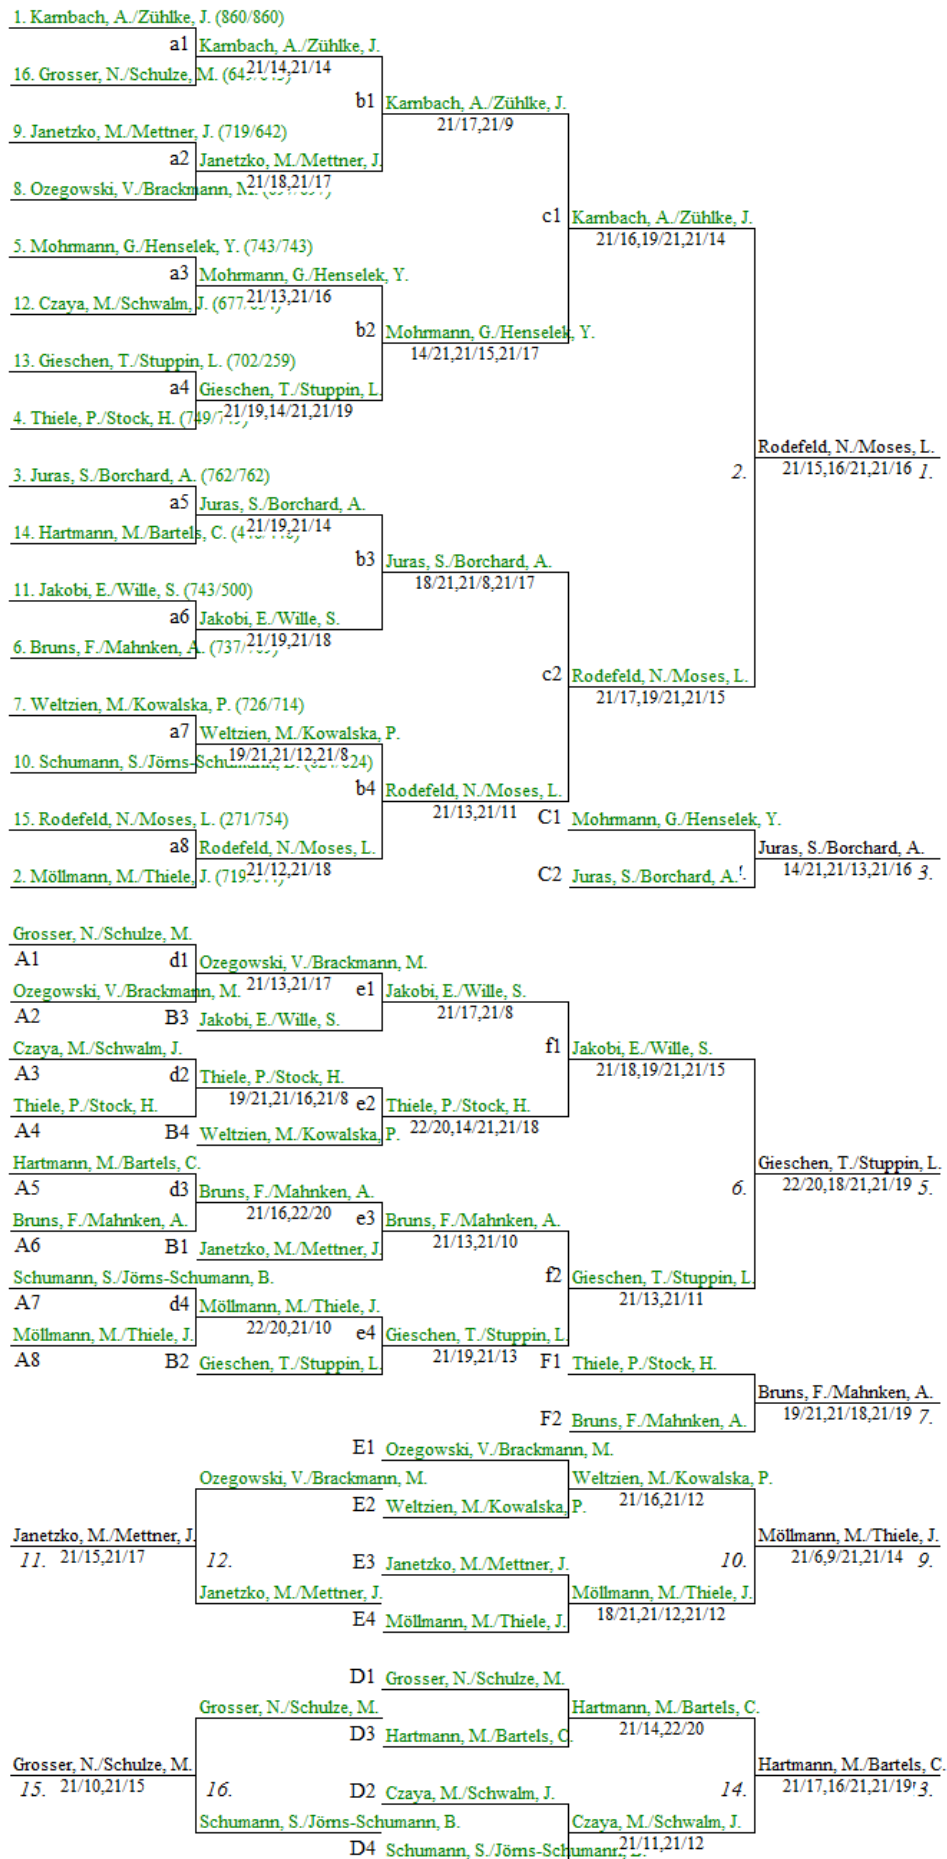 1. Karnbach, A./Zühlke, J. (860/860)
a1 Karnbach, A./Zühlke, J.
21/14,21/14
16. Grosser, N./Schulze, M.
b1 Karnbach, A./Zühlke, J.
21/17,21/9
9. Janetzko, M./Mettner, J. (719/642)
a2 Janetzko, M./Mettner, J.
21/18,21/17
8. Ozegowski, V./Brackmann, M.
c1 Karnbach, A./Zühlke, J.
21/16,19/21,21/14
5. Mohrmann, G./Henselek, Y. (743/743)
a3 Mohrmann, G./Henselek, Y.
21/13,21/16
12. Czaya, M./Schwalm, J.
b2 Mohrmann, G./Henselek, Y.
14/21,21/15,21/17
13. Gieschen, T./Stuppin, L. (702/259)
a4 Gieschen, T./Stuppin, L.
21/19,14/21,21/19
4. Thiele, P./Stock, H.
Rodefeld, N./Moses, L.
2. 21/15,16/21,21/16 1.
3. Juras, S./Borchard, A. (762/762)
a5 Juras, S./Borchard, A.
21/19,21/14
14. Hartmann, M./Bartels, C.
b3 Juras, S./Borchard, A.
18/21,21/8,21/17
11. Jakobi, E./Wille, S. (743/500)
a6 Jakobi, E./Wille, S.
21/19,21/18
6. Bruns, F./Mahnken, A.
c2 Rodefeld, N./Moses, L.
21/17,19/21,21/15
7. Weltzien, M./Kowalska, P. (726/714)
a7 Weltzien, M./Kowalska, P.
19/21,21/12,21/8
10. Schumann, S./Jörns-Schumann, B.
b4 Rodefeld, N./Moses, L.
21/13,21/11
15. Rodefeld, N./Moses, L. (271/754)
C1 Mohrmann, G./Henselek, Y.
a8 Rodefeld, N./Moses, L.
21/12,21/18
Juras, S./Borchard, A.
14/21,21/13,21/16 3.
2. Möllmann, M./Thiele, J.
C2 Juras, S./Borchard, A.
Grosser, N./Schulze, M.
A1 d1 Ozegowski, V./Brackmann, M.
21/13,21/17
Ozegowski, V./Brackmann, M.
e1 Jakobi, E./Wille, S.
21/17,21/8
A2 B3 Jakobi, E./Wille, S.
Czaya, M./Schwalm, J.
f1 Jakobi, E./Wille, S.
21/18,19/21,21/15
A3 d2 Thiele, P./Stock, H.
19/21,21/16,21/8
Thiele, P./Stock, H.
e2 Thiele, P./Stock, H.
22/20,14/21,21/18
A4 B4 Weltzien, M./Kowalska, P.
Hartmann, M./Bartels, C.
Gieschen, T./Stuppin, L.
6. 22/20,18/21,21/19 5.
A5 d3 Bruns, F./Mahnken, A.
21/16,22/20
Bruns, F./Mahnken, A.
e3 Bruns, F./Mahnken, A.
21/13,21/10
A6 B1 Janetzko, M./Mettner, J.
Schumann, S./Jörns-Schumann, B.
f2 Gieschen, T./Stuppin, L.
21/13,21/11
A7 d4 Möllmann, M./Thiele, J.
22/20,21/10
Möllmann, M./Thiele, J.
e4 Gieschen, T./Stuppin, L.
21/19,21/13
A8 B2 Gieschen, T./Stuppin, L.
F1 Thiele, P./Stock, H.
Bruns, F./Mahnken, A.
19/21,21/18,21/19 7.
F2 Bruns, F./Mahnken, A.
E1 Ozegowski, V./Brackmann, M.
Ozegowski, V./Brackmann, M.
Weltzien, M./Kowalska, P.
21/16,21/12
E2 Weltzien, M./Kowalska, P.
Janetzko, M./Mettner, J.
11. 21/15,21/17
12.
Möllmann, M./Thiele, J.
10. 21/6,9/21,21/14 9.
E3 Janetzko, M./Mettner, J.
Janetzko, M./Mettner, J.
Möllmann, M./Thiele, J.
18/21,21/12,21/12
E4 Möllmann, M./Thiele, J.
D1 Grosser, N./Schulze, M.
Grosser, N./Schulze, M.
Hartmann, M./Bartels, C.
21/14,22/20
D3 Hartmann, M./Bartels, C.
Grosser, N./Schulze, M.
15. 21/10,21/15
16.
Hartmann, M./Bartels, C.
14. 21/17,16/21,21/19 3.
D2 Czaya, M./Schwalm, J.
Schumann, S./Jörns-Schumann, B.
Czaya, M./Schwalm, J.
21/11,21/12
D4 Schumann, S./Jörns-Schumann,